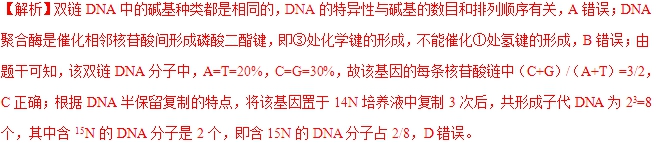 【解析】双链 DNA 中的碱基种类都是相同的，DNA 的特异性与碱基的数目和排列顺序有关，A 错误；DNA
聚合酶是催化相邻核苷酸间形成磷酸二酯键，即③处化学键的形成，不能催化①处氢键的形成，B 错误；由
题干可知，该双链 DNA 分子中，A=T=20%，C=G=30%，故该基因的每条核苷酸链中（C+G）/（A+T）=3/2，
C 正确；根据 DNA 半保留复制的特点，将该基因置于 14N 培养液中复制 3 次后，共形成子代 DNA 为 2³=8
个，其中含 ¹⁵N 的 DNA 分子是 2 个，即含 15N 的 DNA 分子占 2/8，D 错误。